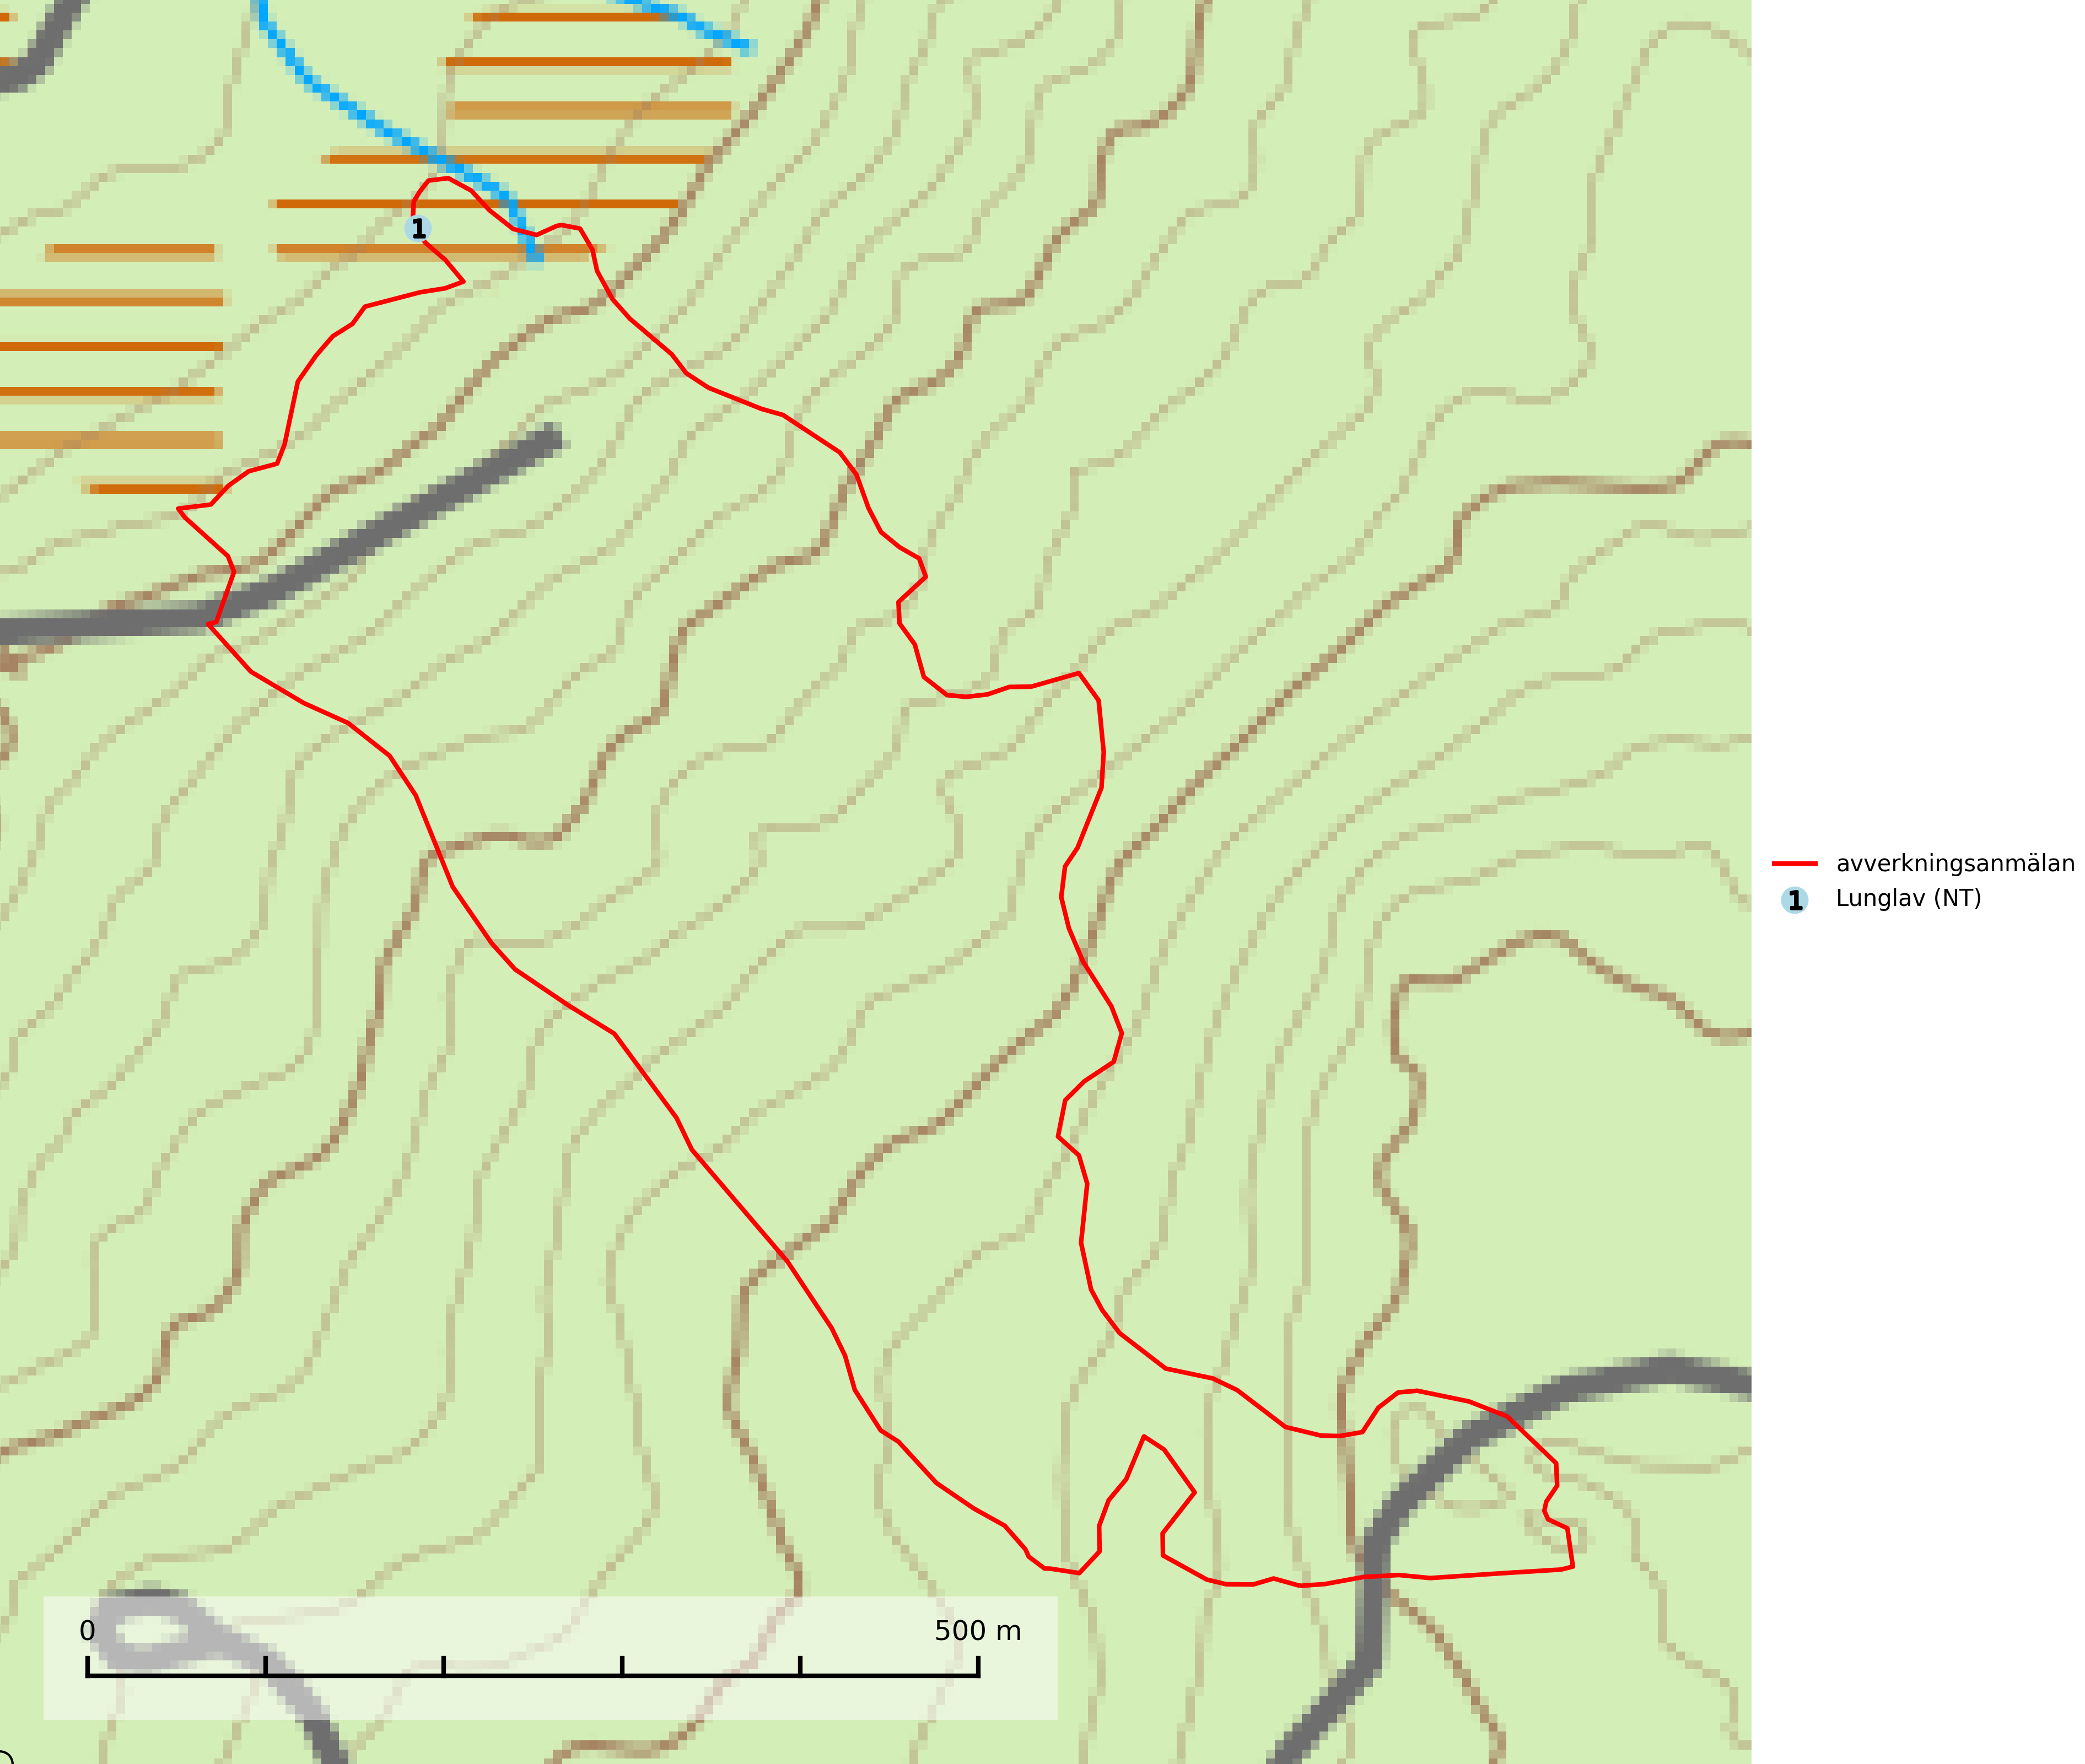 1
avverkningsanmälan
1 Lunglav (NT)
0 500 m